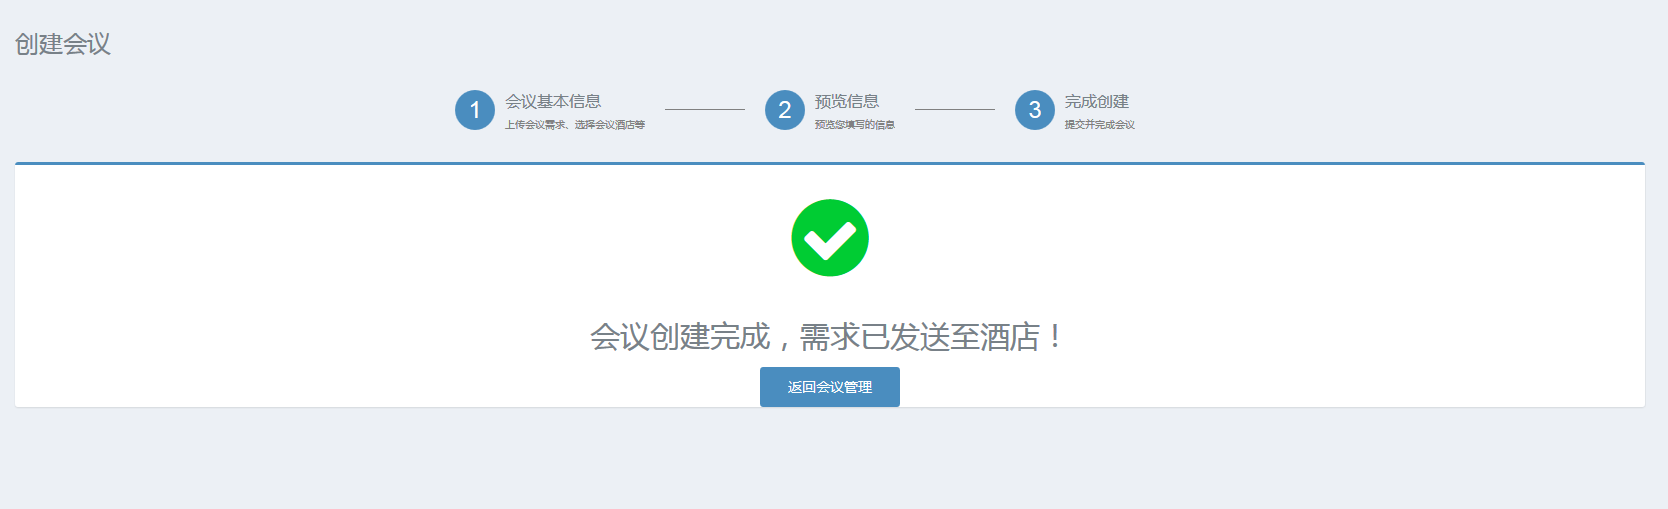 创建会议
1 会议基本信息
上传会议需求、选择会议酒店等
2 预览信息
预览您填写的信息
3 完成创建
提交并完成会议
会议创建完成，需求已发送至酒店！
返回会议管理